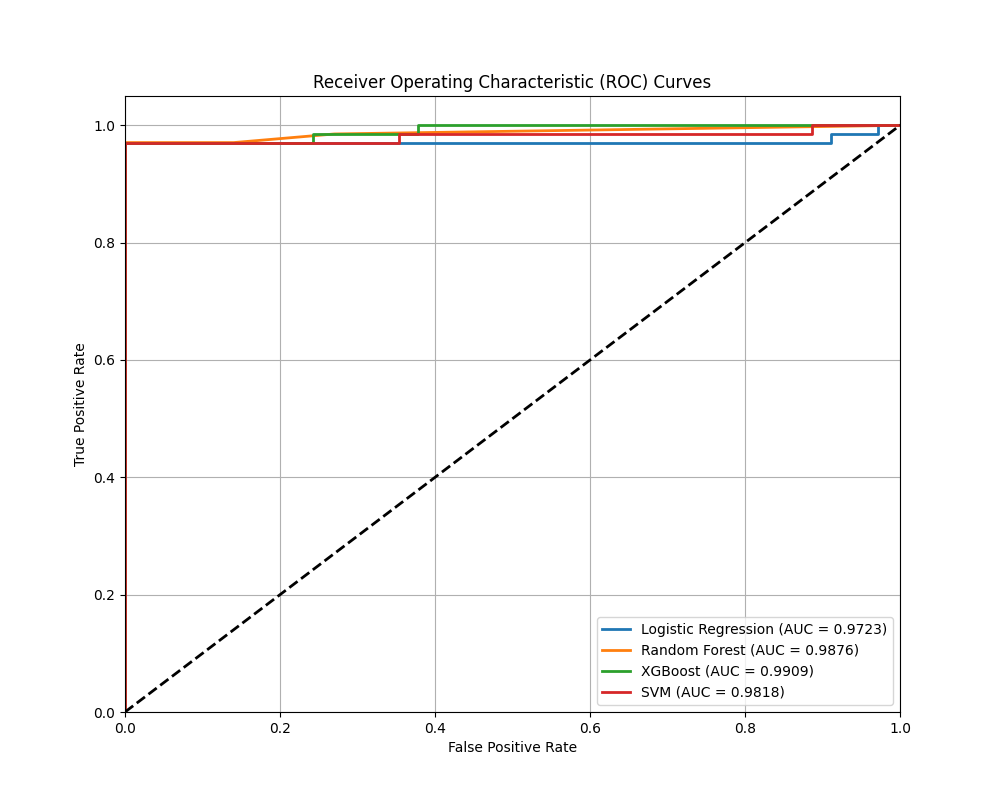 Receiver Operating Characteristic (ROC) Curves
True Positive Rate
1.0
0.8
0.6
0.4
0.2
0.0
Logistic Regression (AUC = 0.9723)
Random Forest (AUC = 0.9876)
XGBoost (AUC = 0.9909)
SVM (AUC = 0.9818)
0.0 0.2 0.4 0.6 0.8 1.0
False Positive Rate